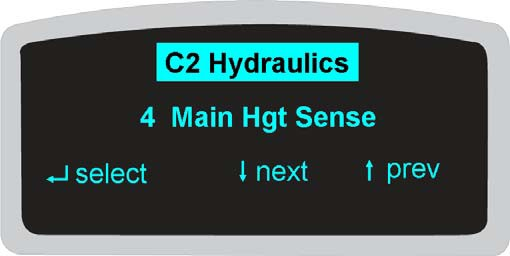 C2 Hydraulics
4 Main Hgt Sense
↵ select ↓ next ↑ prev